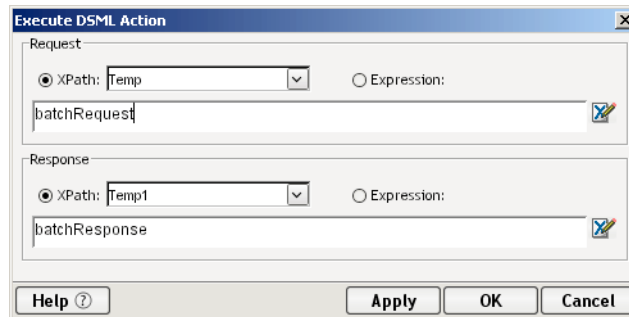 Execute DSML Action
Request
XPath: Temp Expression:
batchRequest
Response
XPath: Temp1 Expression:
batchResponse
Help ? Apply OK Cancel